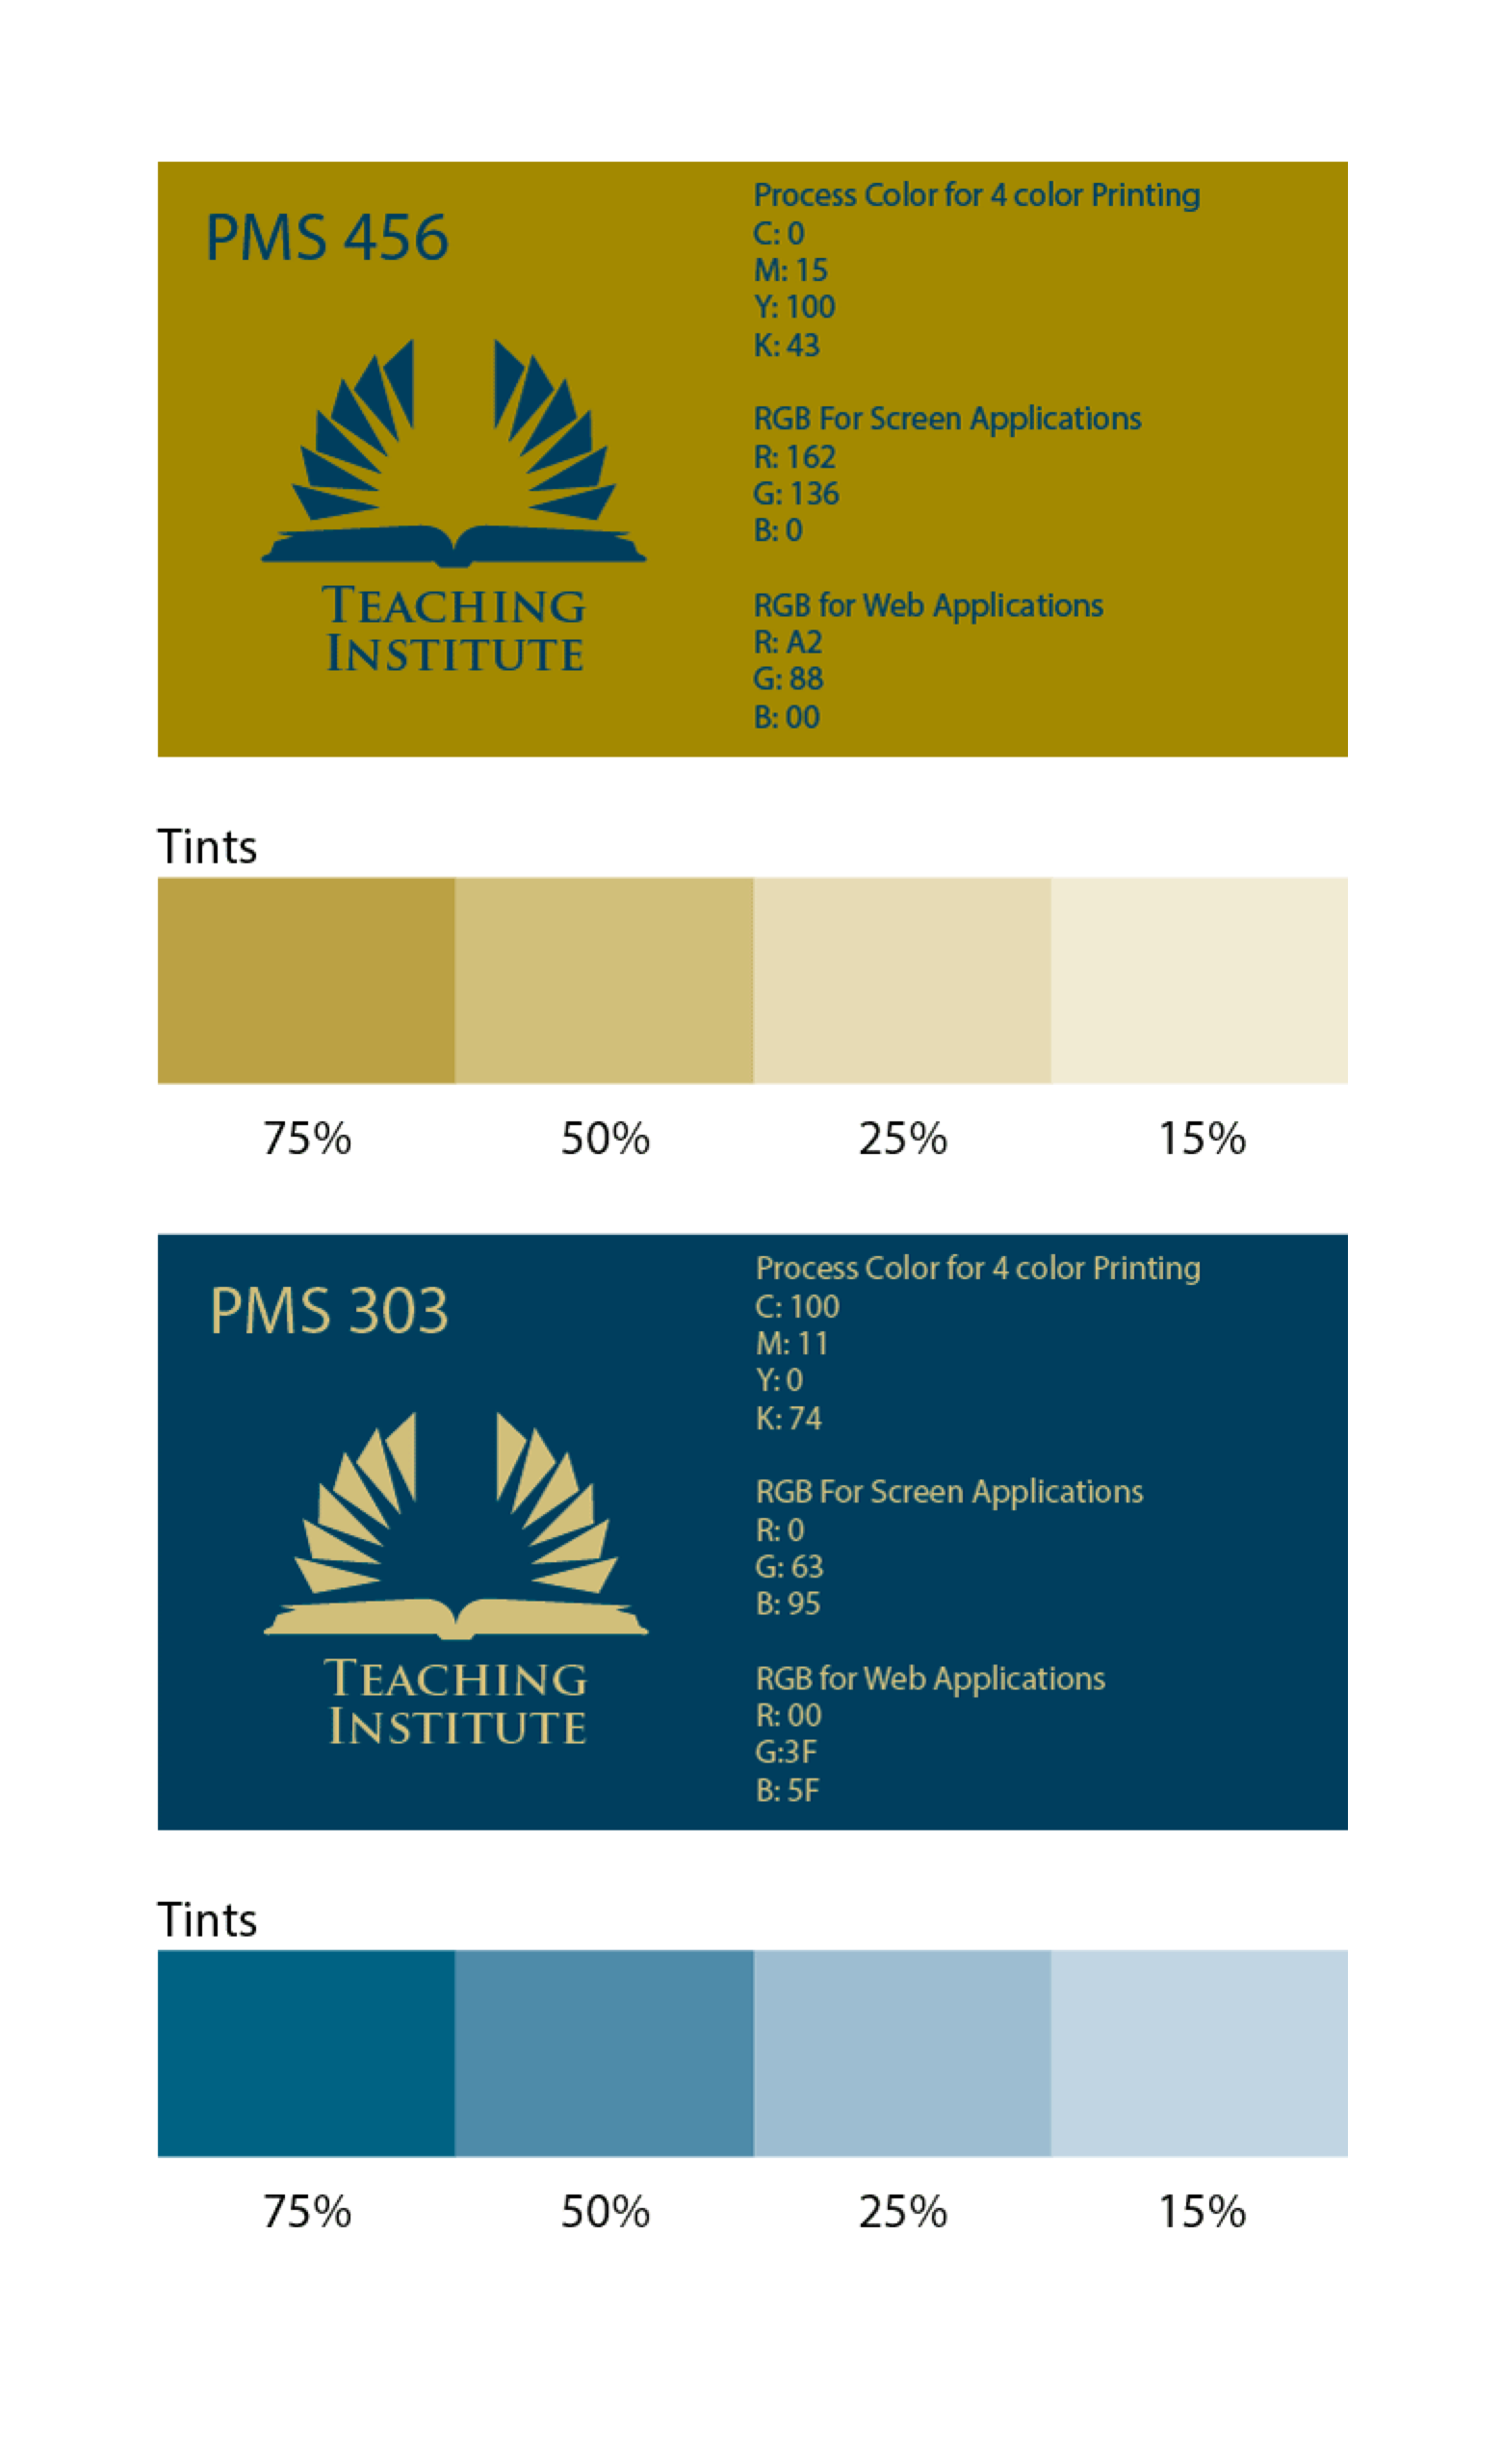 PMS 456
TEACHING
INSTITUTE
Process Color for 4 color Printing
C: 0
M: 15
Y: 100
K: 43
RGB For Screen Applications
R: 162
G: 136
B: 0
RGB for Web Applications
R: A2
G: 88
B: 00
Tints
75% 50% 25% 15%
PMS 303
TEACHING
INSTITUTE
Process Color for 4 color Printing
C: 100
M: 11
Y: 0
K: 74
RGB For Screen Applications
R: 0
G: 63
B: 95
RGB for Web Applications
R: 00
G:3F
B: 5F
Tints
75% 50% 25% 15%